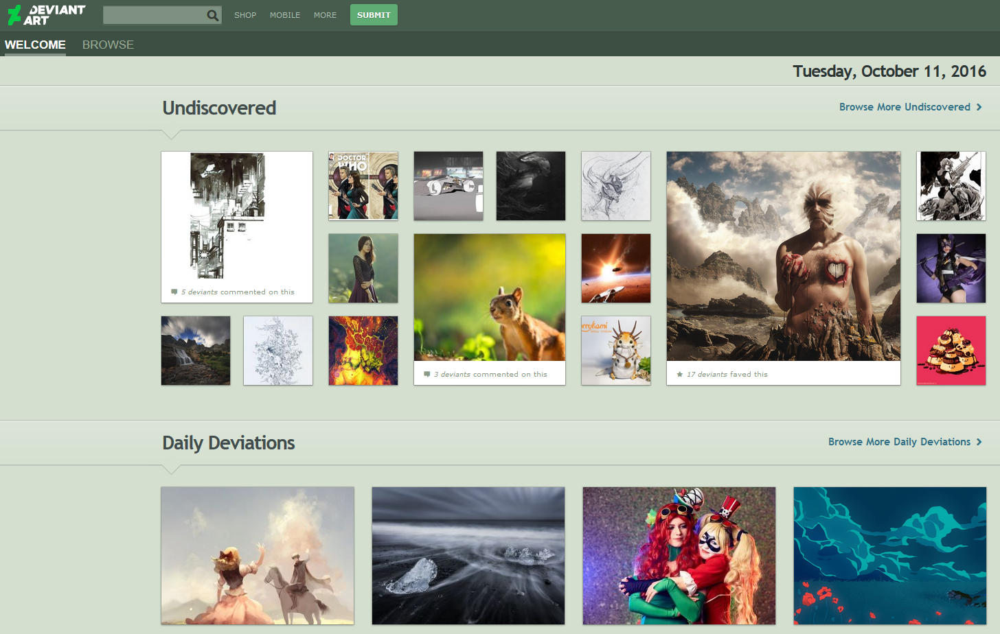 DEVIANT
ART
SHOP
MOBILE
MORE
SUBMIT
WELCOME
BROWSE
Tuesday, October 11, 2016
Undiscovered
Browse More Undiscovered
DOCTOR
WHO
5 deviants commented on this
3 deviants commented on this
17 deviants faved this
Daily Deviations
Browse More Daily Deviations